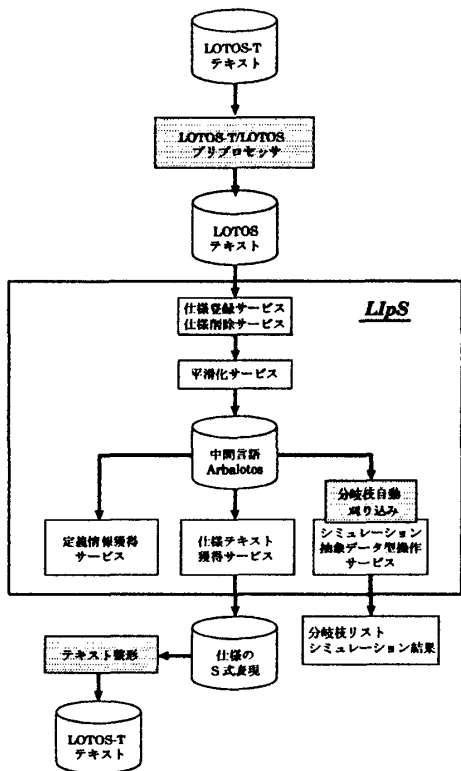 LOTOS-T
テキスト
LOTOS-T/LOTOS
プリプロセッサ
LOTOS
テキスト
LIpS
仕様登録サービス
仕様削除サービス
平滑化サービス
中間言語
Arbalotos
分岐枝自動
刈り込み
定義情報獲得
サービス
仕様テキスト
獲得サービス
シミュレーション
抽象データ型操作
サービス
分岐枝リスト
シミュレーション結果
テキスト整形
仕様の
S式表現
LOTOS-T
テキスト